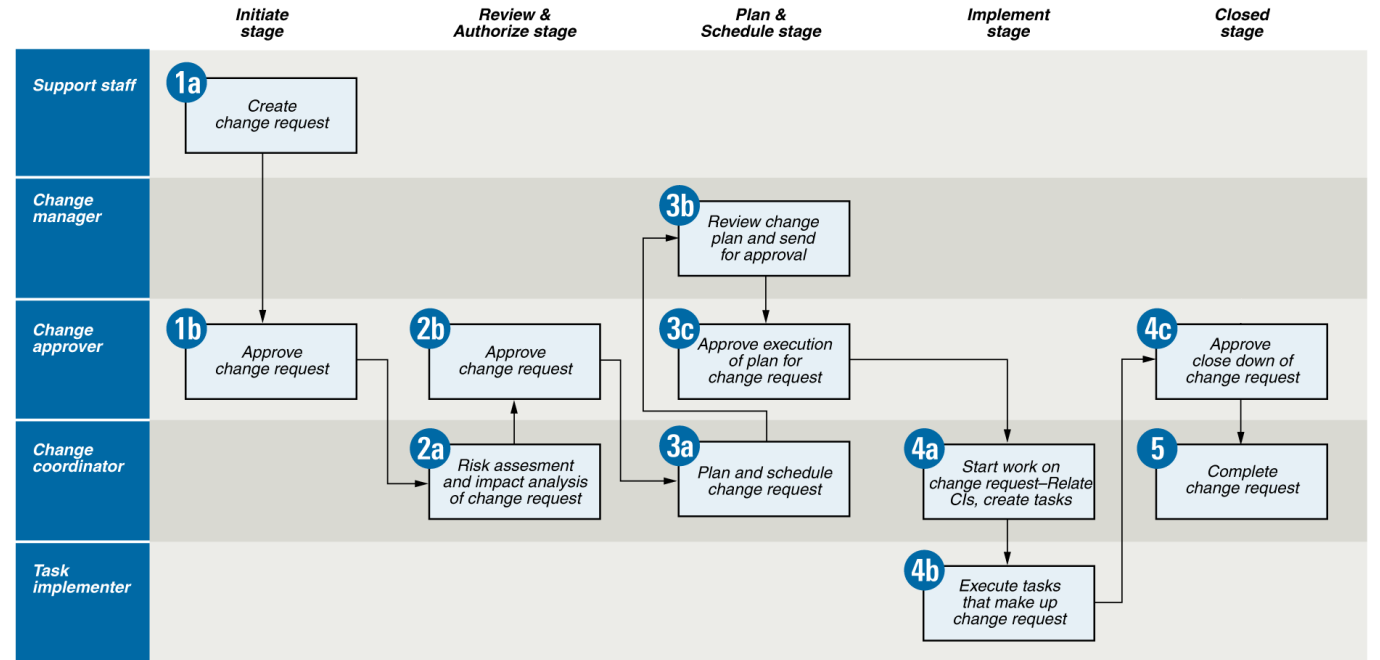 Initiate
stage
Review &
Authorize stage
Plan &
Schedule stage
Implement
stage
Closed
stage
Support staff
1a
Create
change request
Change
manager
3b
Review change
plan and send
for approval
Change
approver
1b
Approve
change request
2b
Approve
change request
3c
Approve execution
of plan for
change request
4c
Approve
close down of
change request
Change
coordinator
2a
Risk assesment
and impact analysis
of change request
3a
Plan and schedule
change request
4a
Start work on
change request–Relate
CIs, create tasks
5
Complete
change request
Task
implementer
4b
Execute tasks
that make up
change request